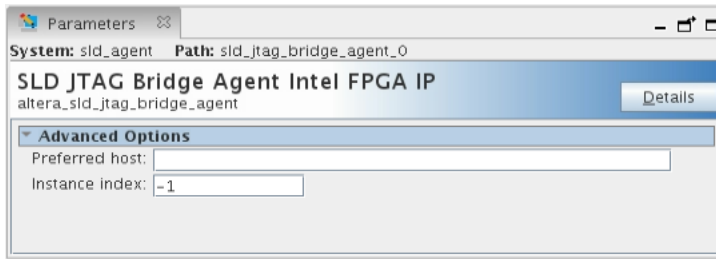 Parameters
System: sld_agent Path: sld_jtag_bridge_agent_0
SLD JTAG Bridge Agent Intel FPGA IP
altera_sld_jtag_bridge_agent
Details
Advanced Options
Preferred host:
Instance index: -1